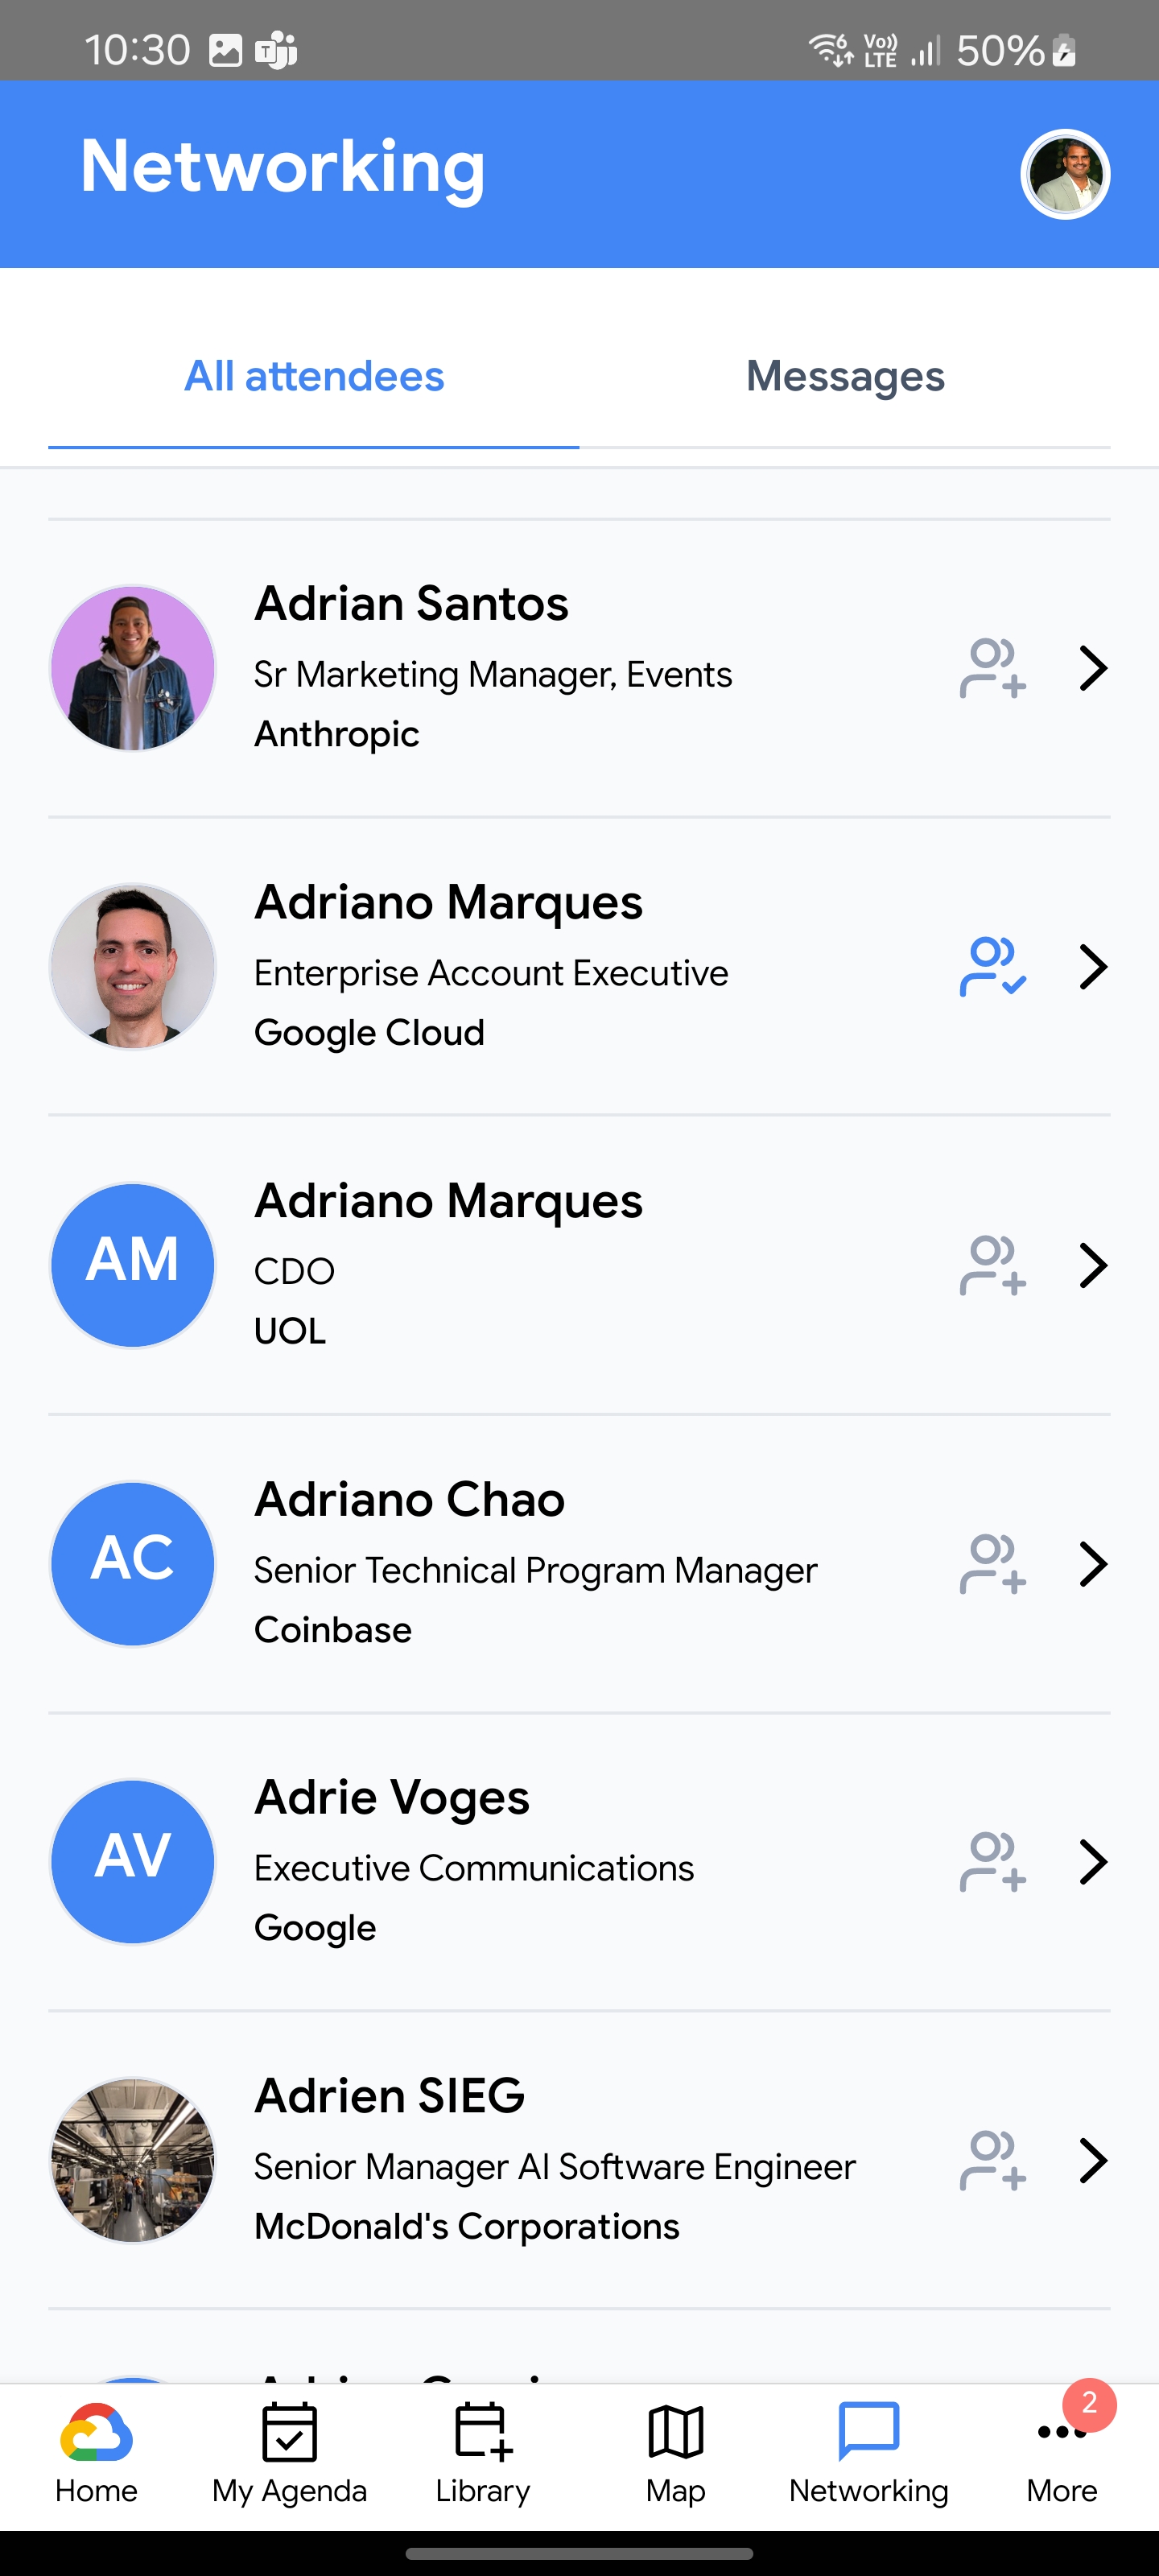 10:30
Vo))
LTE
50%
Networking
All attendees
Messages
Adrian Santos
Sr Marketing Manager, Events
Anthropic
Adriano Marques
Enterprise Account Executive
Google Cloud
AM
Adriano Marques
CDO
UOL
AC
Adriano Chao
Senior Technical Program Manager
Coinbase
AV
Adrie Voges
Executive Communications
Google
Adrien SIEG
Senior Manager AI Software Engineer
McDonald's Corporations
2
Home
My Agenda
Library
Map
Networking
More